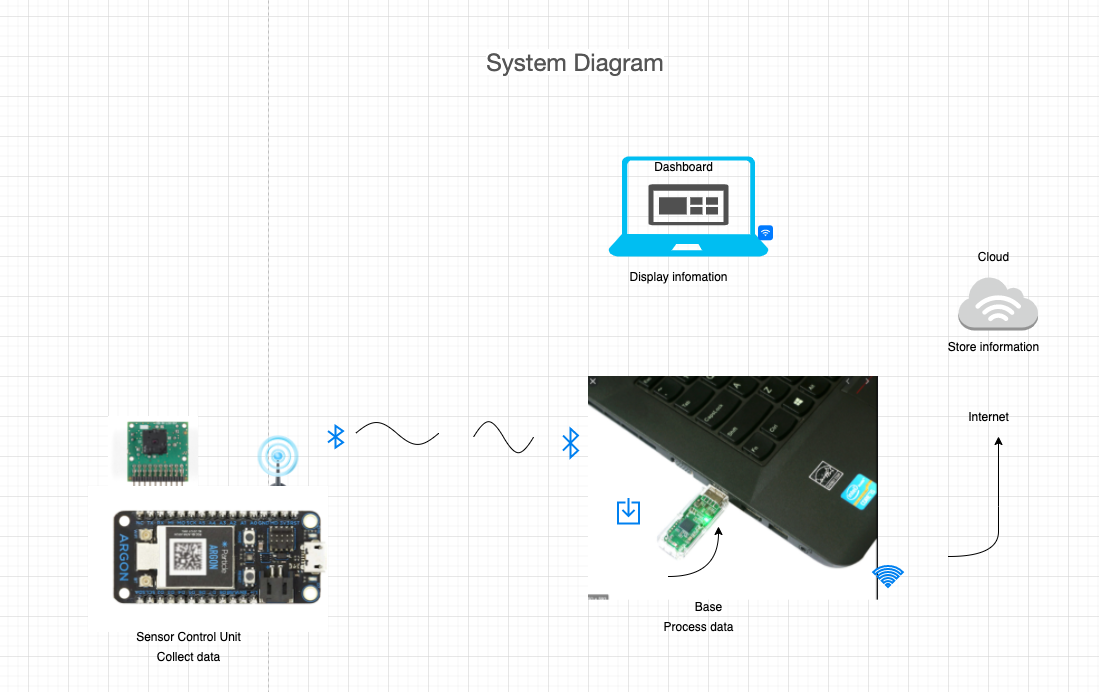 System Diagram
Dashboard
Display infomation
Cloud
Store information
Internet
ARGON
Particle
ARGON
Sensor Control Unit
Collect data
Base
Process data